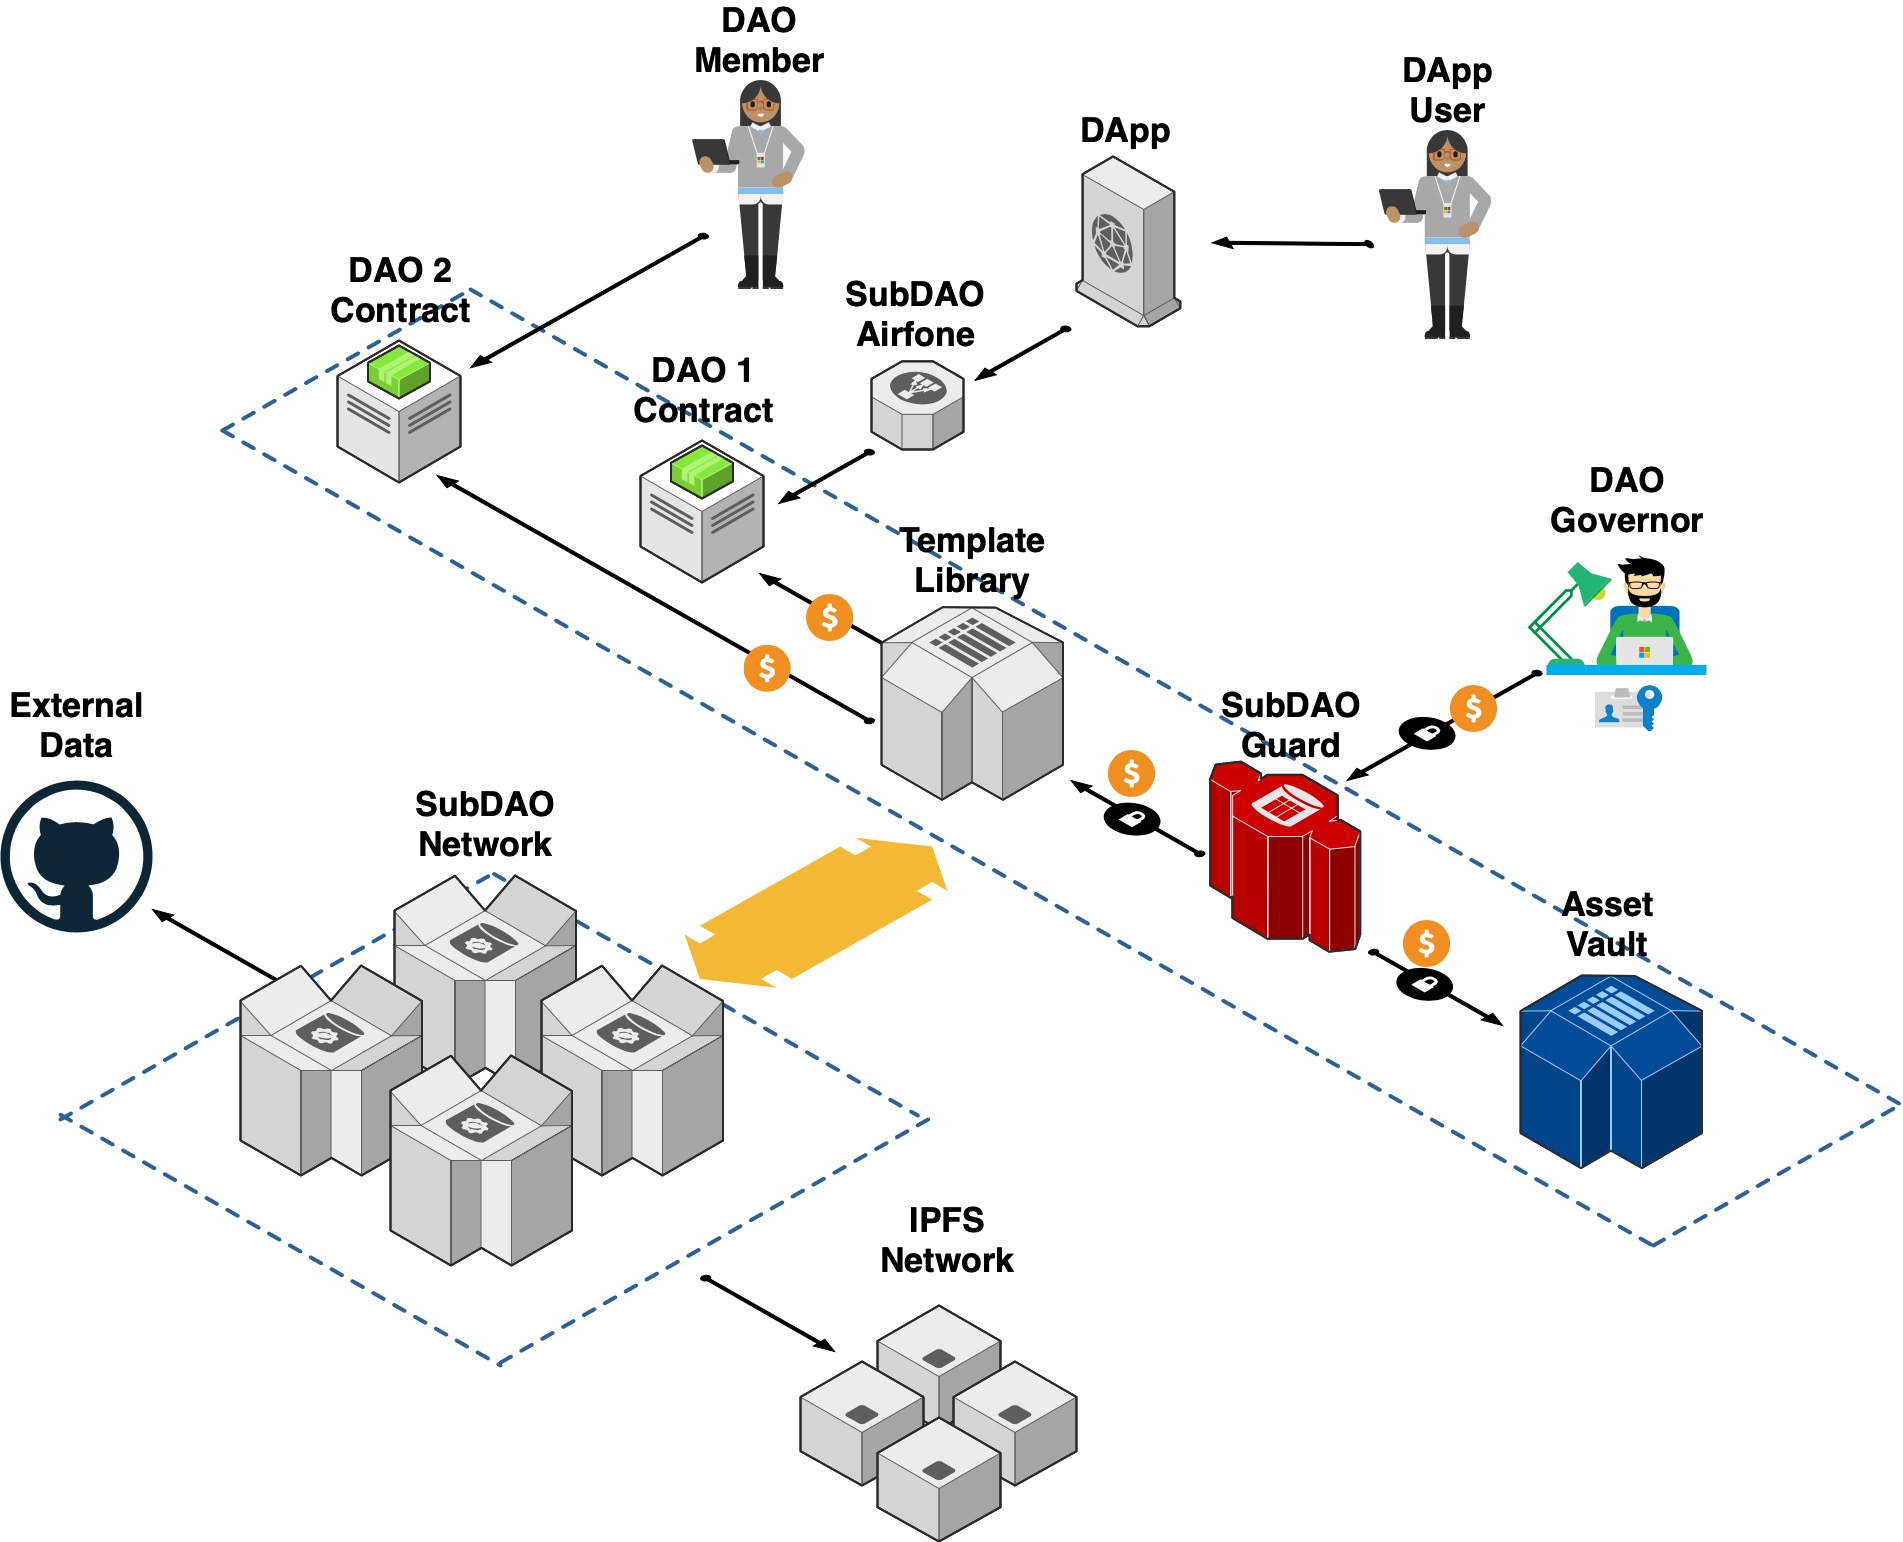 DAO
Member
DApp
User
DApp
DAO 2
Contract
SubDAO
Airfone
DAO 1
Contract
Template
Library
DAO
Governor
$
$
$
$
$
External
Data
SubDAO
Guard
SubDAO
Network
Asset
Vault
IPFS
Network